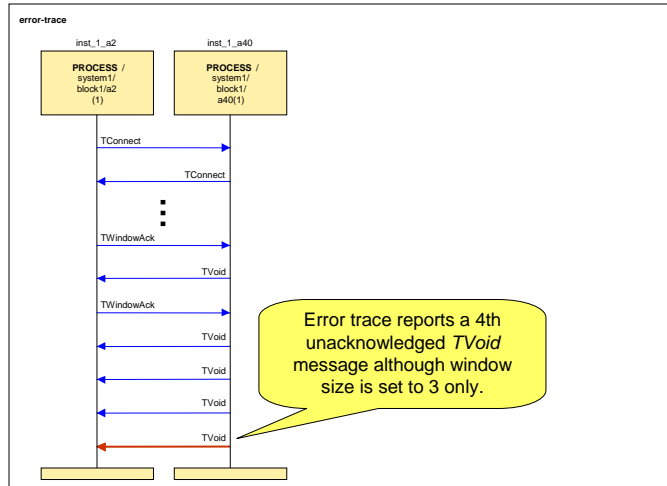 error-trace
inst_1_a2
inst_1_a40
PROCESS /
system1/
block1/a2
(1)
PROCESS /
system1/
block1/
a40(1)
TConnect
TConnect
TWindowAck
TVoid
TWindowAck
TVoid
TVoid
TVoid
TVoid
Error trace reports a 4th
unacknowledged TVoid
message although window
size is set to 3 only.